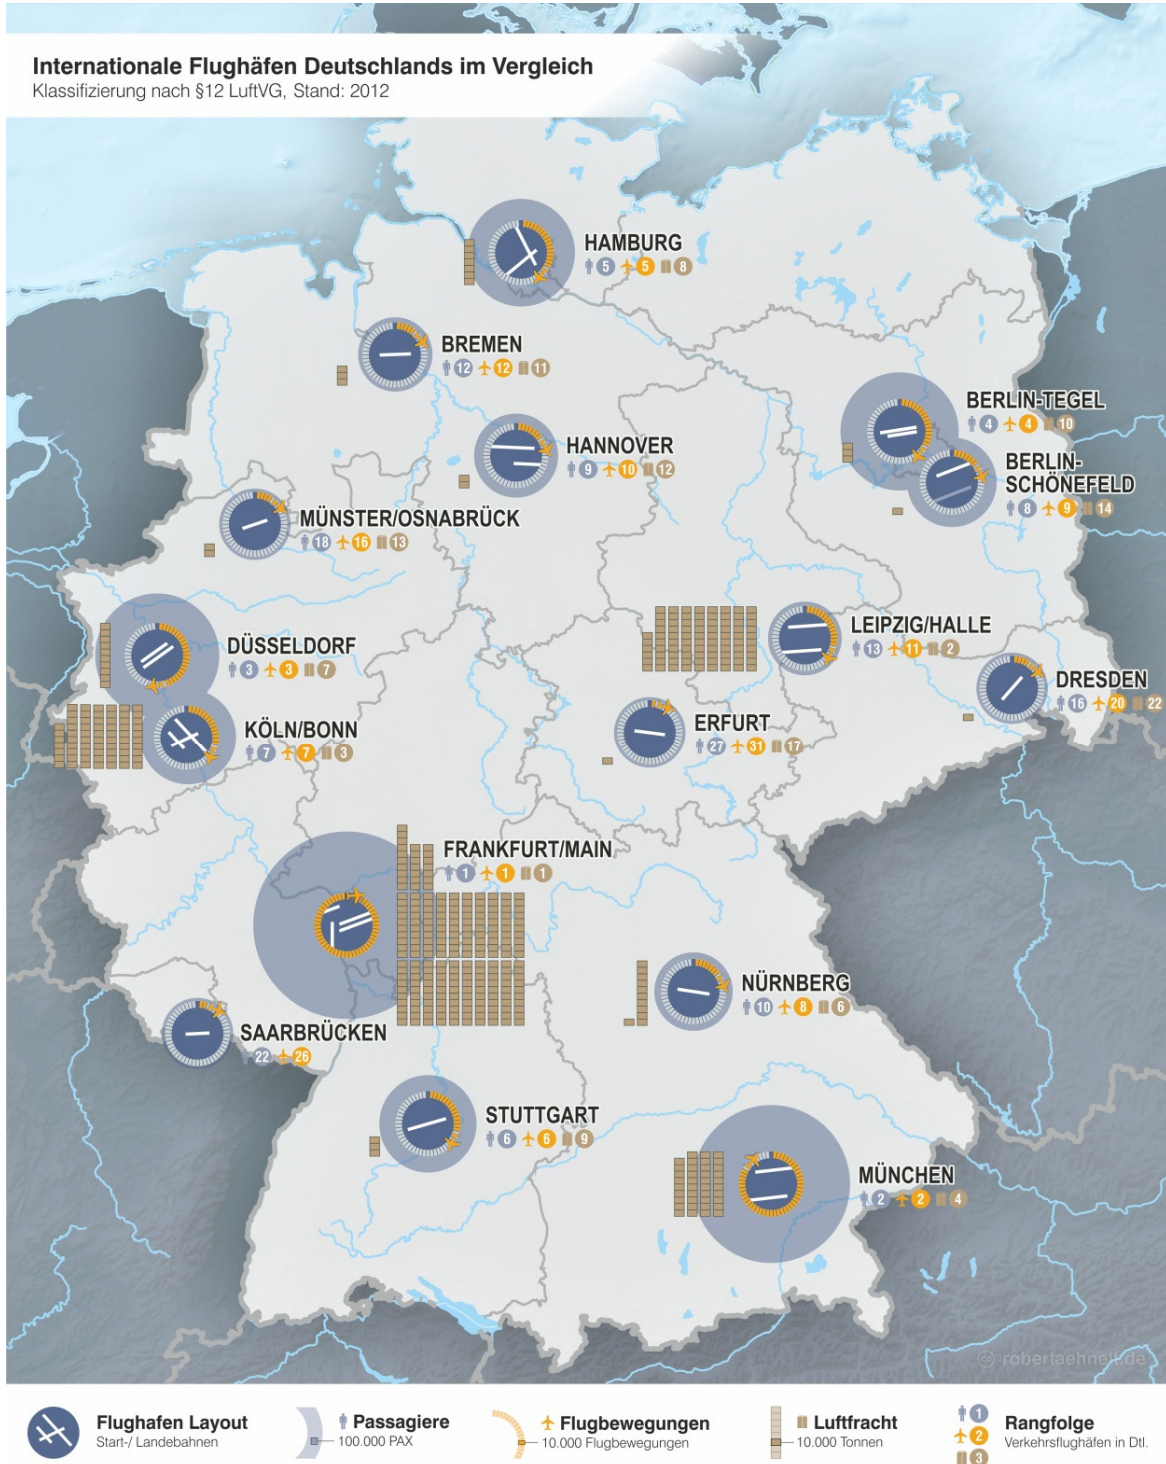 Internationale Flughäfen Deutschlands im Vergleich
Klassifizierung nach §12 LuftVG, Stand: 2012
HAMBURG
5 5 8
BREMEN
12 12 11
BERLIN-TEGEL
4 4 10
HANNOVER
9 10 12
BERLIN-
SCHÖNEFELD
8 9 14
MÜNSTER/OSNABRÜCK
18 16 13
DÜSSELDORF
3 3 7
LEIPZIG/HALLE
13 11 2
DRESDEN
16 20 22
KÖLN/BONN
7 7 3
ERFURT
27 31 17
FRANKFURT/MAIN
1 1 1
NÜRNBERG
10 8 6
SAARBRÜCKEN
22 26
STUTTGART
6 6 9
MÜNCHEN
2 2 4
© robertaehnelt.de
Flughafen Layout
Start-/ Landebahnen
Passagiere
100.000 PAX
Flugbewegungen
10.000 Flugbewegungen
Luftfracht
10.000 Tonnen
1
2
3
Rangfolge
Verkehrsflughäfen in Dtl.